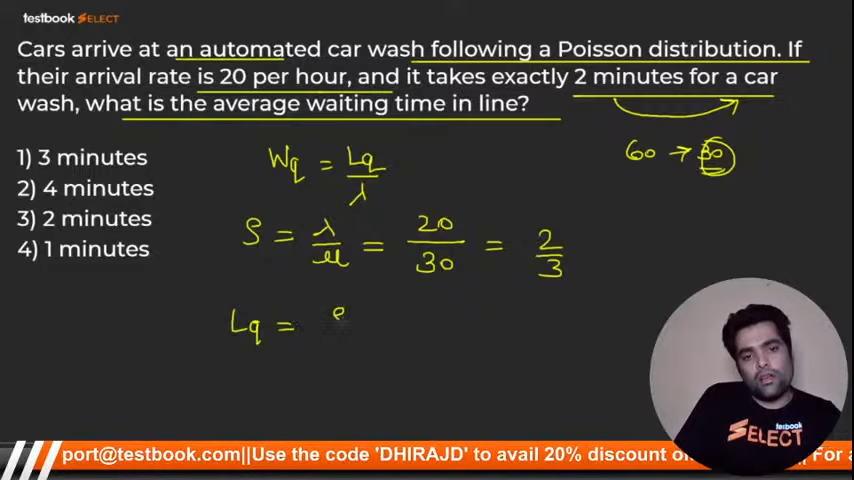 testbook SELECT
Cars arrive at an automated car wash following a Poisson distribution. If
their arrival rate is 20 per hour, and it takes exactly 2 minutes for a car
wash, what is the average waiting time in line?
60 → 30
1) 3 minutes
2) 4 minutes
3) 2 minutes
4) 1 minutes
Wq = Lq / λ
ρ = λ / μ = 20 / 30 = 2 / 3
Lq =
testbook
SELECT
port@testbook.com||Use the code 'DHIRAJD' to avail 20% discount o
For a